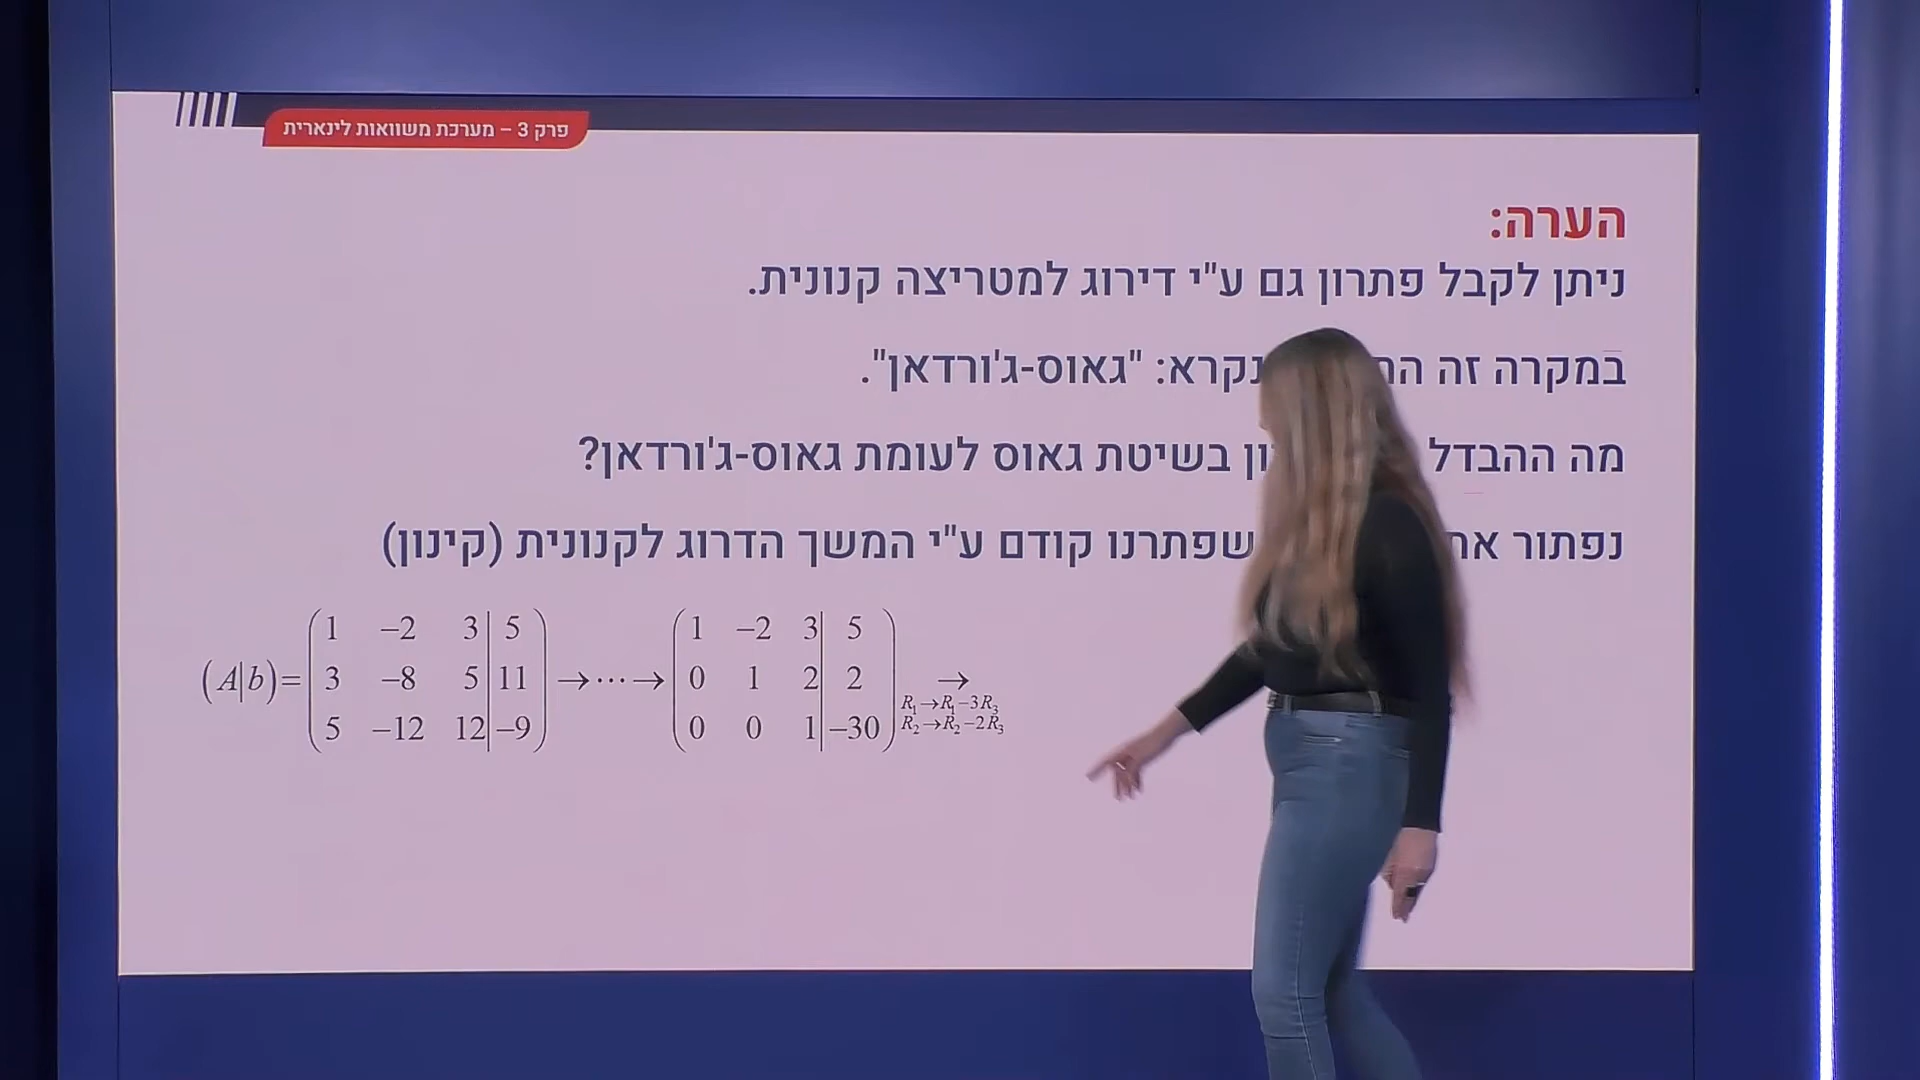 פרק 3 – מערכת משוואות לינארית
הערה:
ניתן לקבל פתרון גם ע"י דירוג למטריצה קנונית.
במקרה זה נקרא: "גאוס-ג'ורדאן".
מה ההבדל בשיטת גאוס לעומת גאוס-ג'ורדאן?
נפתור שפתרנו קודם ע"י המשך הדרוג לקנונית (קינון)
(A|b)= ( 1 −2 3 | 5 ) →⋯→ ( 1 −2 3 | 5 ) →
3 −8 5 | 11 0 1 2 | 2 R₁→R₁−3R₃
5 −12 12 | −9 0 0 1 | −30 R₂→R₂−2R₃